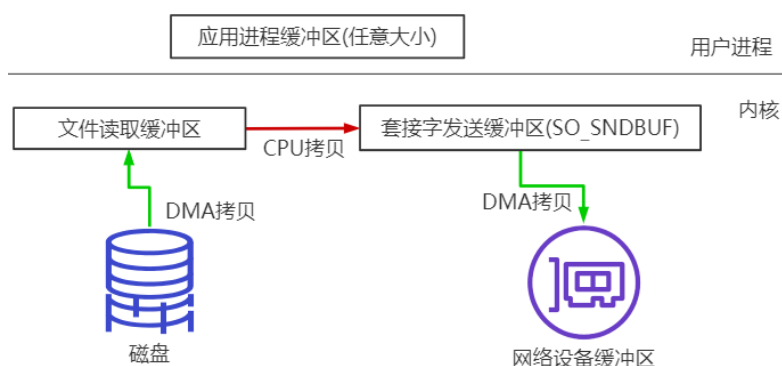 应用进程缓冲区(任意大小)
用户进程
内核
文件读取缓冲区
套接字发送缓冲区(SO_SNDBUF)
CPU拷贝
DMA拷贝
DMA拷贝
磁盘
网络设备缓冲区